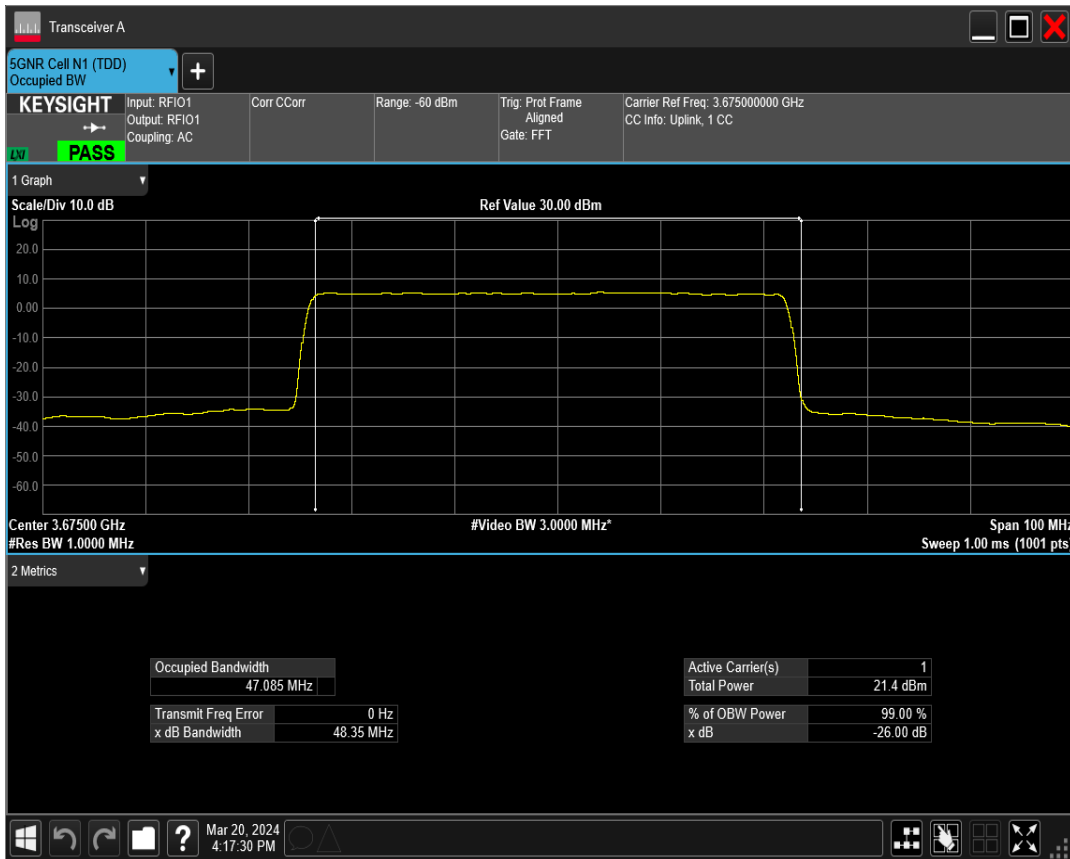 Transceiver A
5GNR Cell N1 (TDD)
Occupied BW
+
KEYSIGHT
LXI
PASS
Input: RFIO1
Output: RFIO1
Coupling: AC
Corr CCorr
Range: -60 dBm
Trig: Prot Frame
Aligned
Gate: FFT
Carrier Ref Freq: 3.675000000 GHz
CC Info: Uplink, 1 CC
1 Graph
Scale/Div 10.0 dB
Ref Value 30.00 dBm
Log
20.0
10.0
0.00
-10.0
-20.0
-30.0
-40.0
-50.0
-60.0
Center 3.67500 GHz
#Video BW 3.0000 MHz*
Span 100 MHz
#Res BW 1.0000 MHz
Sweep 1.00 ms (1001 pts)
2 Metrics
Occupied Bandwidth
47.085 MHz
Transmit Freq Error 0 Hz
x dB Bandwidth 48.35 MHz
Active Carrier(s) 1
Total Power 21.4 dBm
% of OBW Power 99.00 %
x dB -26.00 dB
?
Mar 20, 2024
4:17:30 PM